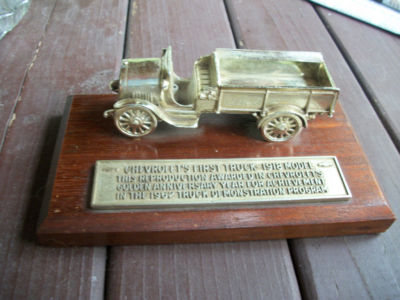 CHEVROLET'S FIRST TRUCK 1918 MODEL
THIS REPRODUCTION AWARDED IN CHEVROLET'S
GOLDEN ANNIVERSARY YEAR FOR ACHIEVEMENT
IN THE 1962 TRUCK DEMONSTRATION PROGRAM